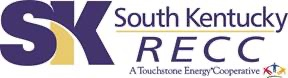 SK South Kentucky
RECC
A Touchstone Energy® Cooperative